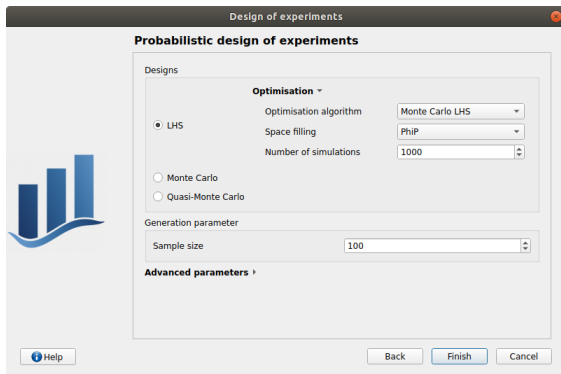 Design of experiments
Probabilistic design of experiments
Designs
Optimisation
Optimisation algorithm Monte Carlo LHS
LHS
Space filling PhiP
Number of simulations 1000
Monte Carlo
Quasi-Monte Carlo
Generation parameter
Sample size 100
Advanced parameters
Help Back Finish Cancel